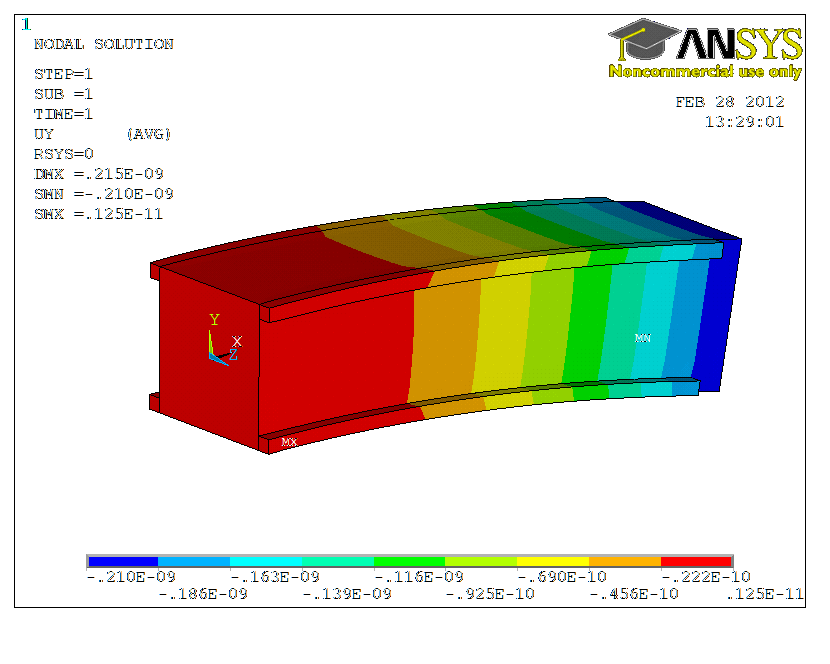 1
NODAL SOLUTION
STEP=1
SUB =1
TIME=1
UY (AVG)
RSYS=0
DMX =.215E-09
SMN =-.210E-09
SMX =.125E-11
ANSYS
Noncommercial use only
FEB 28 2012
13:29:01
Y
X
Z
MN
MX
-.210E-09 -.163E-09 -.116E-09 -.690E-10 -.222E-10
-.186E-09 -.139E-09 -.925E-10 -.456E-10 .125E-11